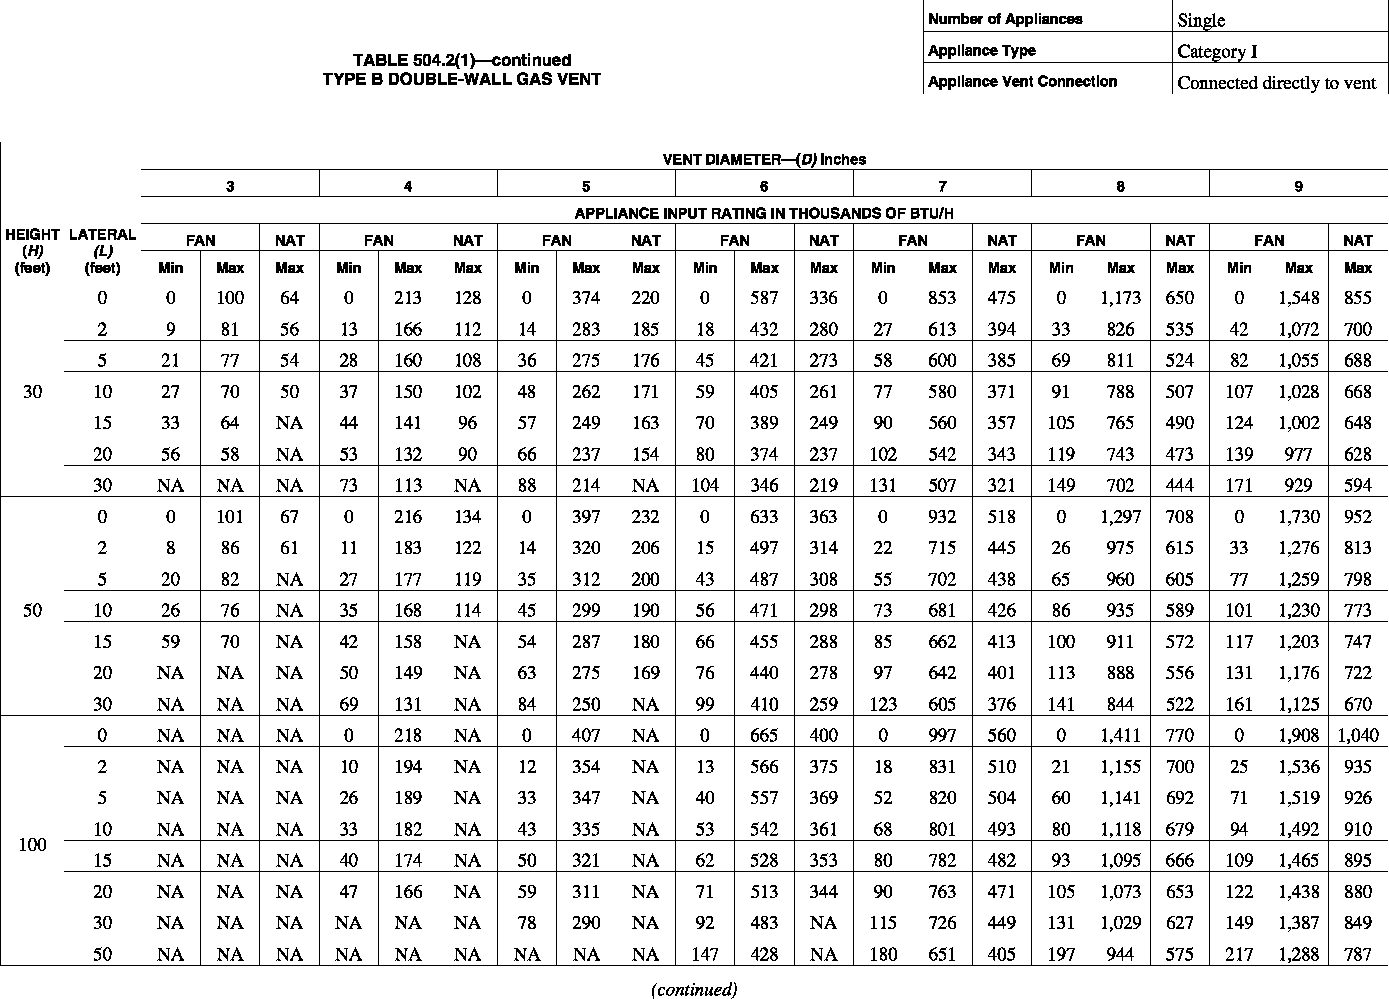 Number of Appliances Single
TABLE 504.2(1)—continued Appliance Type Category I
TYPE B DOUBLE-WALL GAS VENT Appliance Vent Connection Connected directly to vent
VENT DIAMETER—(D) Inches
3 4 5 6 7 8 9
APPLIANCE INPUT RATING IN THOUSANDS OF BTU/H
HEIGHT (H) (feet) LATERAL (L) (feet) FAN NAT FAN NAT FAN NAT FAN NAT FAN NAT FAN NAT FAN NAT
Min Max Max Min Max Max Min Max Max Min Max Max Min Max Max Min Max Max Min Max Max
0 0 100 64 0 213 128 0 374 220 0 587 336 0 853 475 0 1,173 650 0 1,548 855
2 9 81 56 13 166 112 14 283 185 18 432 280 27 613 394 33 826 535 42 1,072 700
5 21 77 54 28 160 108 36 275 176 45 421 273 58 600 385 69 811 524 82 1,055 688
30 10 27 70 50 37 150 102 48 262 171 59 405 261 77 580 371 91 788 507 107 1,028 668
15 33 64 NA 44 141 96 57 249 163 70 389 249 90 560 357 105 765 490 124 1,002 648
20 56 58 NA 53 132 90 66 237 154 80 374 237 102 542 343 119 743 473 139 977 628
30 NA NA NA 73 113 NA 88 214 NA 104 346 219 131 507 321 149 702 444 171 929 594
0 0 101 67 0 216 134 0 397 232 0 633 363 0 932 518 0 1,297 708 0 1,730 952
2 8 86 61 11 183 122 14 320 206 15 497 314 22 715 445 26 975 615 33 1,276 813
5 20 82 NA 27 177 119 35 312 200 43 487 308 55 702 438 65 960 605 77 1,259 798
50 10 26 76 NA 35 168 114 45 299 190 56 471 298 73 681 426 86 935 589 101 1,230 773
15 59 70 NA 42 158 NA 54 287 180 66 455 288 85 662 413 100 911 572 117 1,203 747
20 NA NA NA 50 149 NA 63 275 169 76 440 278 97 642 401 113 888 556 131 1,176 722
30 NA NA NA 69 131 NA 84 250 NA 99 410 259 123 605 376 141 844 522 161 1,125 670
0 NA NA NA 0 218 NA 0 407 NA 0 665 400 0 997 560 0 1,411 770 0 1,908 1,040
2 NA NA NA 10 194 NA 12 354 NA 13 566 375 18 831 510 21 1,155 700 25 1,536 935
5 NA NA NA 26 189 NA 33 347 NA 40 557 369 52 820 504 60 1,141 692 71 1,519 926
100 10 NA NA NA 33 182 NA 43 335 NA 53 542 361 68 801 493 80 1,118 679 94 1,492 910
15 NA NA NA 40 174 NA 50 321 NA 62 528 353 80 782 482 93 1,095 666 109 1,465 895
20 NA NA NA 47 166 NA 59 311 NA 71 513 344 90 763 471 105 1,073 653 122 1,438 880
30 NA NA NA NA NA NA 78 290 NA 92 483 NA 115 726 449 131 1,029 627 149 1,387 849
50 NA NA NA NA NA NA NA NA NA 147 428 NA 180 651 405 197 944 575 217 1,288 787
(continued)